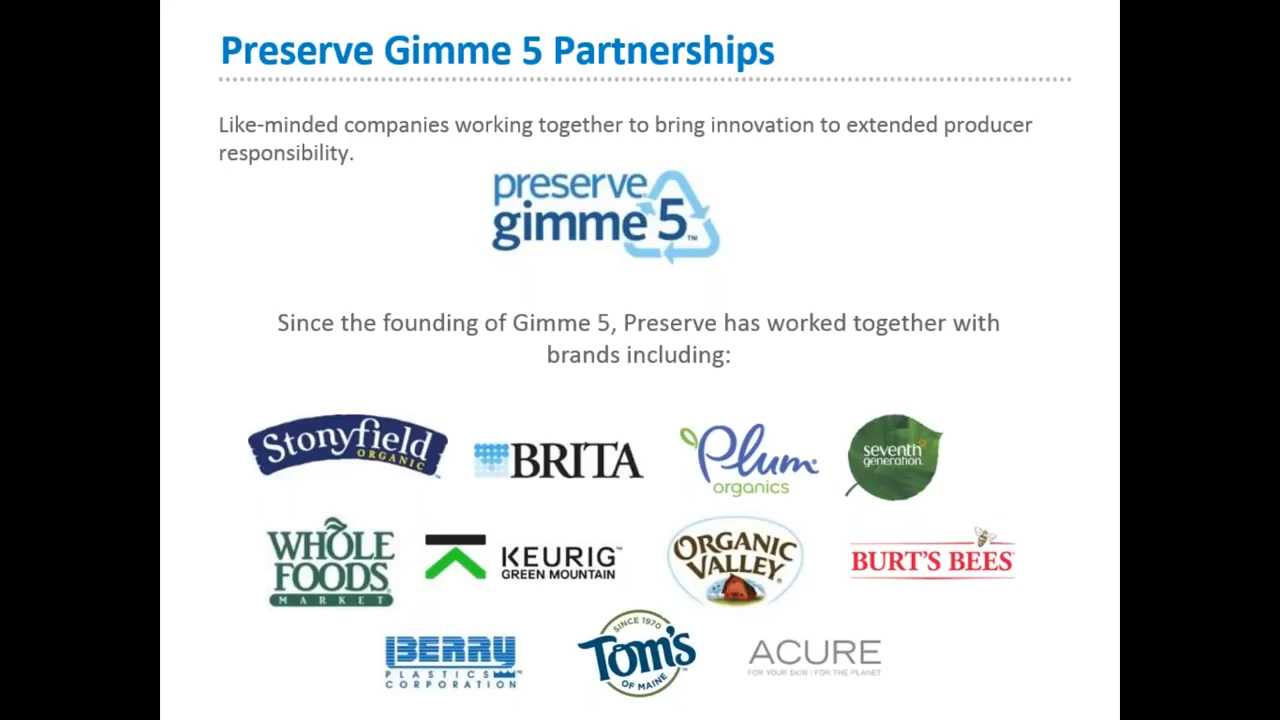 Preserve Gimme 5 Partnerships
Like-minded companies working together to bring innovation to extended producer
responsibility.
preserve
gimme 5™
Since the founding of Gimme 5, Preserve has worked together with
brands including:
Stonyfield
ORGANIC
BRITA
Plum®
organics
seventh
generation
WHOLE
FOODS
MARKET
KEURIG™
GREEN MOUNTAIN
ORGANIC
VALLEY®
BURT'S BEES
BERRY
PLASTICS
CORPORATION
SINCE 1970
Tom's
OF MAINE
ACURE
FOR YOUR SKIN | FOR THE PLANET